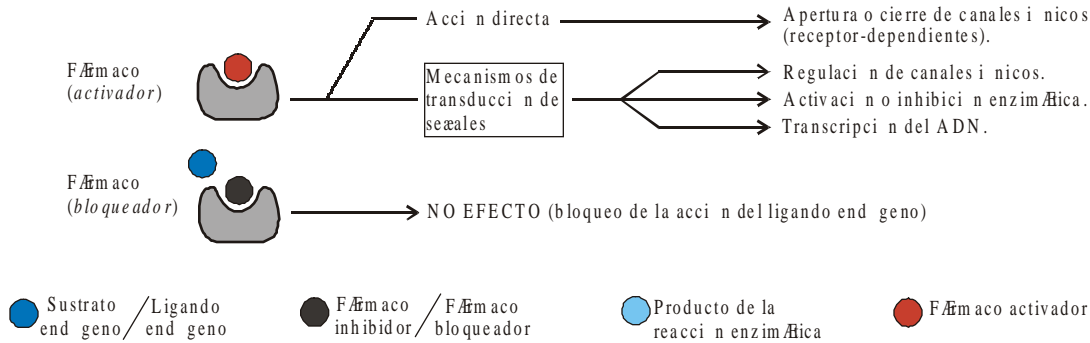 Acci n directa
Apertura o cierre de canales i nicos
(receptor-dependientes).
FÆrmaco
(activador)
Mecanismos de
transducci n de
seæales
Regulaci n de canales i nicos.
Activaci n o inhibici n enzimÆtica.
Transcripci n del ADN.
FÆrmaco
(bloqueador)
NO EFECTO (bloqueo de la acci n del ligando end geno)
Sustrato
end geno
/ Ligando
end geno
FÆrmaco
inhibidor
/ FÆrmaco
bloqueador
Producto de la
reacci n enzimÆtica
FÆrmaco activador